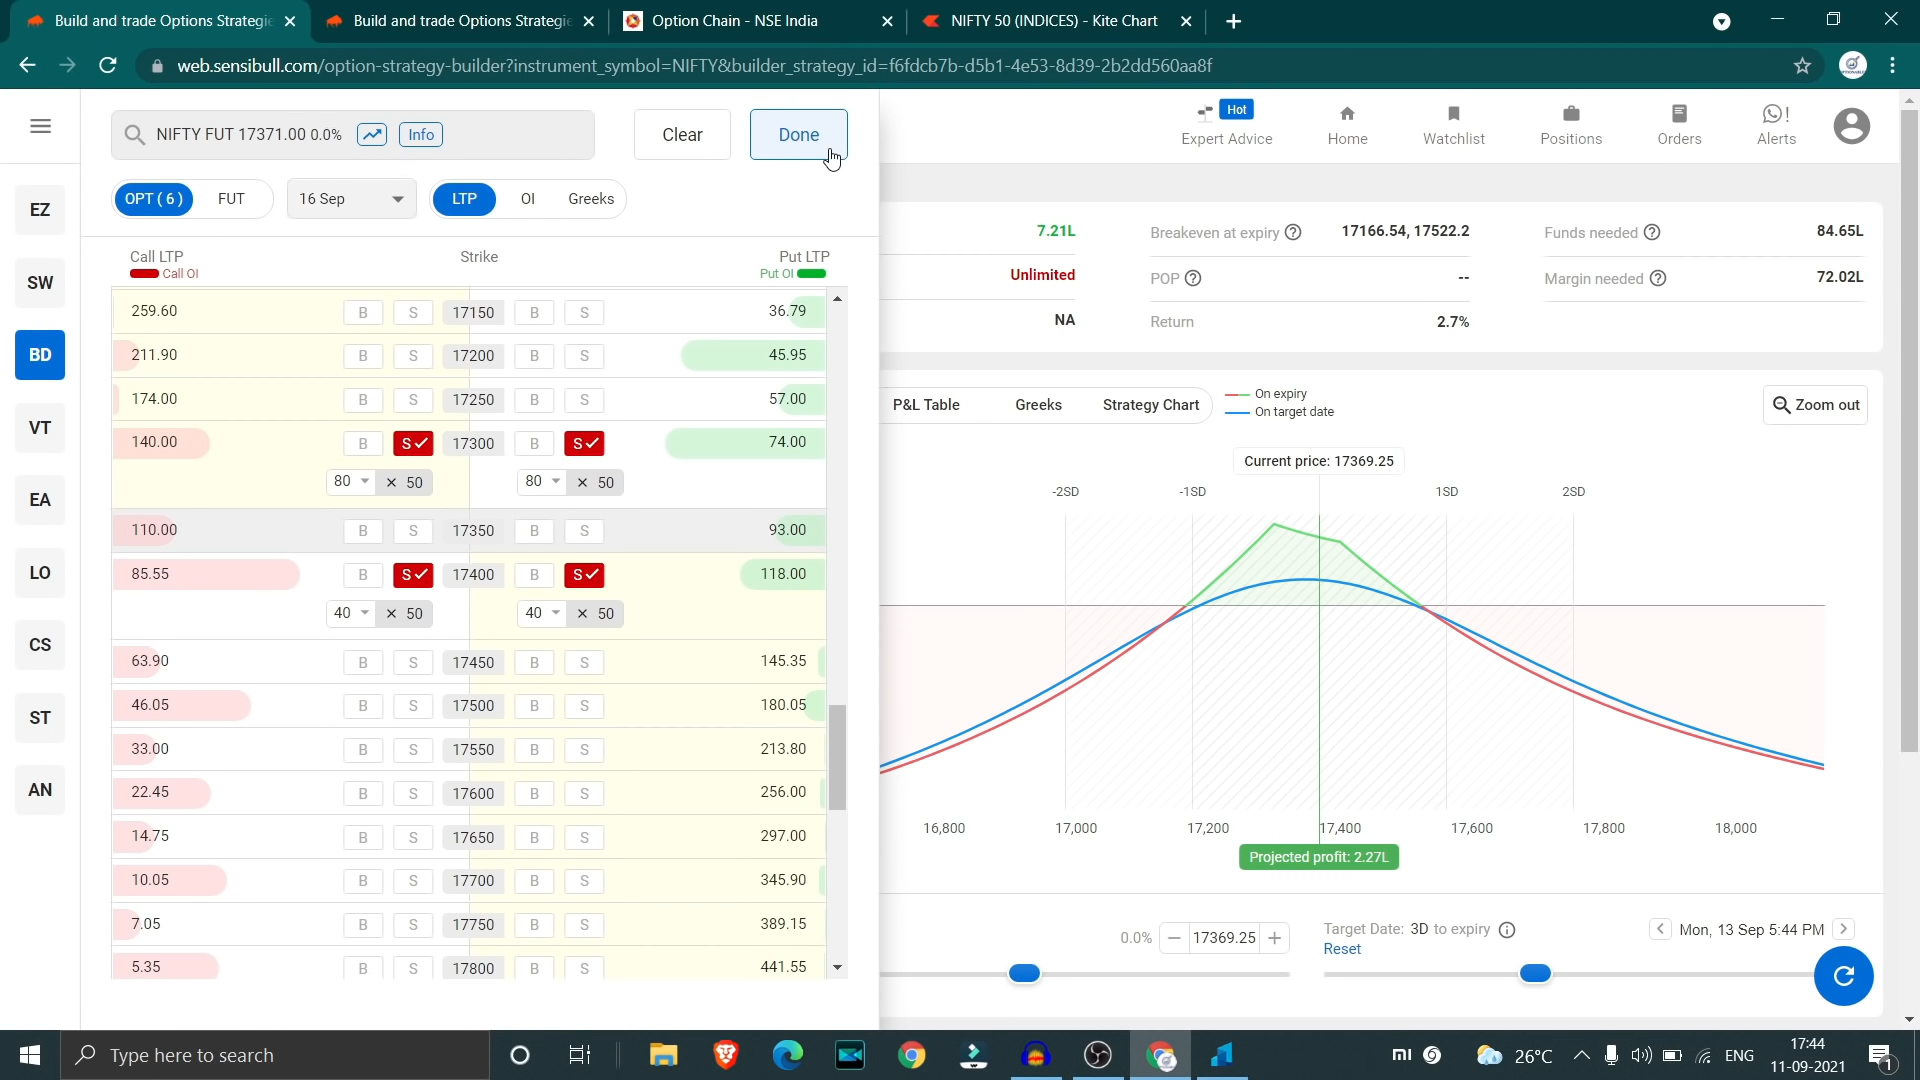 Build and trade Options Strategie
Build and trade Options Strategie
Option Chain - NSE India
NIFTY 50 (INDICES) - Kite Chart
web.sensibull.com/option-strategy-builder?instrument_symbol=NIFTY&builder_strategy_id=f6fdcb7b-d5b1-4e53-8d39-2b2dd560aa8f
NIFTY FUT 17371.00 0.0% Info
Clear
Done
Hot
Expert Advice
Home
Watchlist
Positions
Orders
Alerts
OPT ( 6 ) FUT
16 Sep
LTP OI Greeks
EZ
SW
BD
VT
EA
LO
CS
ST
AN
Call LTP Strike Put LTP
Call OI Put OI
259.60 B S 17150 B S 36.79
211.90 B S 17200 B S 45.95
174.00 B S 17250 B S 57.00
140.00 B S 17300 B S 74.00
80 × 50 80 × 50
110.00 B S 17350 B S 93.00
85.55 B S 17400 B S 118.00
40 × 50 40 × 50
63.90 B S 17450 B S 145.35
46.05 B S 17500 B S 180.05
33.00 B S 17550 B S 213.80
22.45 B S 17600 B S 256.00
14.75 B S 17650 B S 297.00
10.05 B S 17700 B S 345.90
7.05 B S 17750 B S 389.15
5.35 B S 17800 B S 441.55
7.21L Breakeven at expiry 17166.54, 17522.2 Funds needed 84.65L
Unlimited POP -- Margin needed 72.02L
NA Return 2.7%
P&L Table Greeks Strategy Chart
On expiry
On target date
Zoom out
Current price: 17369.25
-2SD -1SD 1SD 2SD
16,800 17,000 17,200 17,400 17,600 17,800 18,000
Projected profit: 2.27L
0.0% − 17369.25 +
Target Date: 3D to expiry
Reset
Mon, 13 Sep 5:44 PM
Type here to search
26°C
ENG
17:44
11-09-2021
1